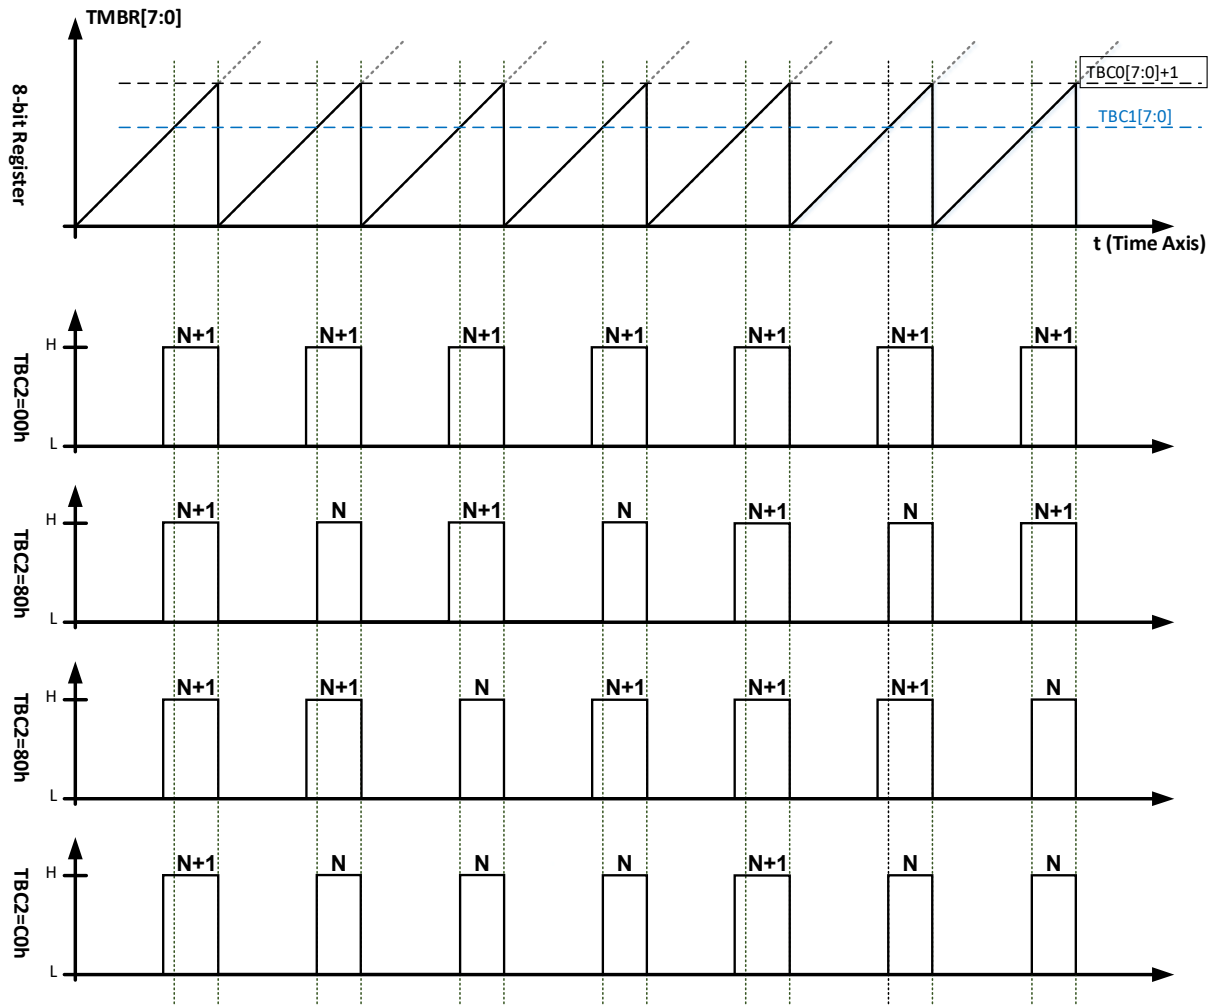 TMBR[7:0]
8-bit Register
TBC0[7:0]+1
TBC1[7:0]
t (Time Axis)
TBC2=00h
H
L
N+1 N+1 N+1 N+1 N+1 N+1 N+1
TBC2=80h
H
L
N+1 N N+1 N N+1 N N+1
TBC2=80h
H
L
N+1 N+1 N N+1 N+1 N+1 N
TBC2=C0h
H
L
N+1 N N N N+1 N N